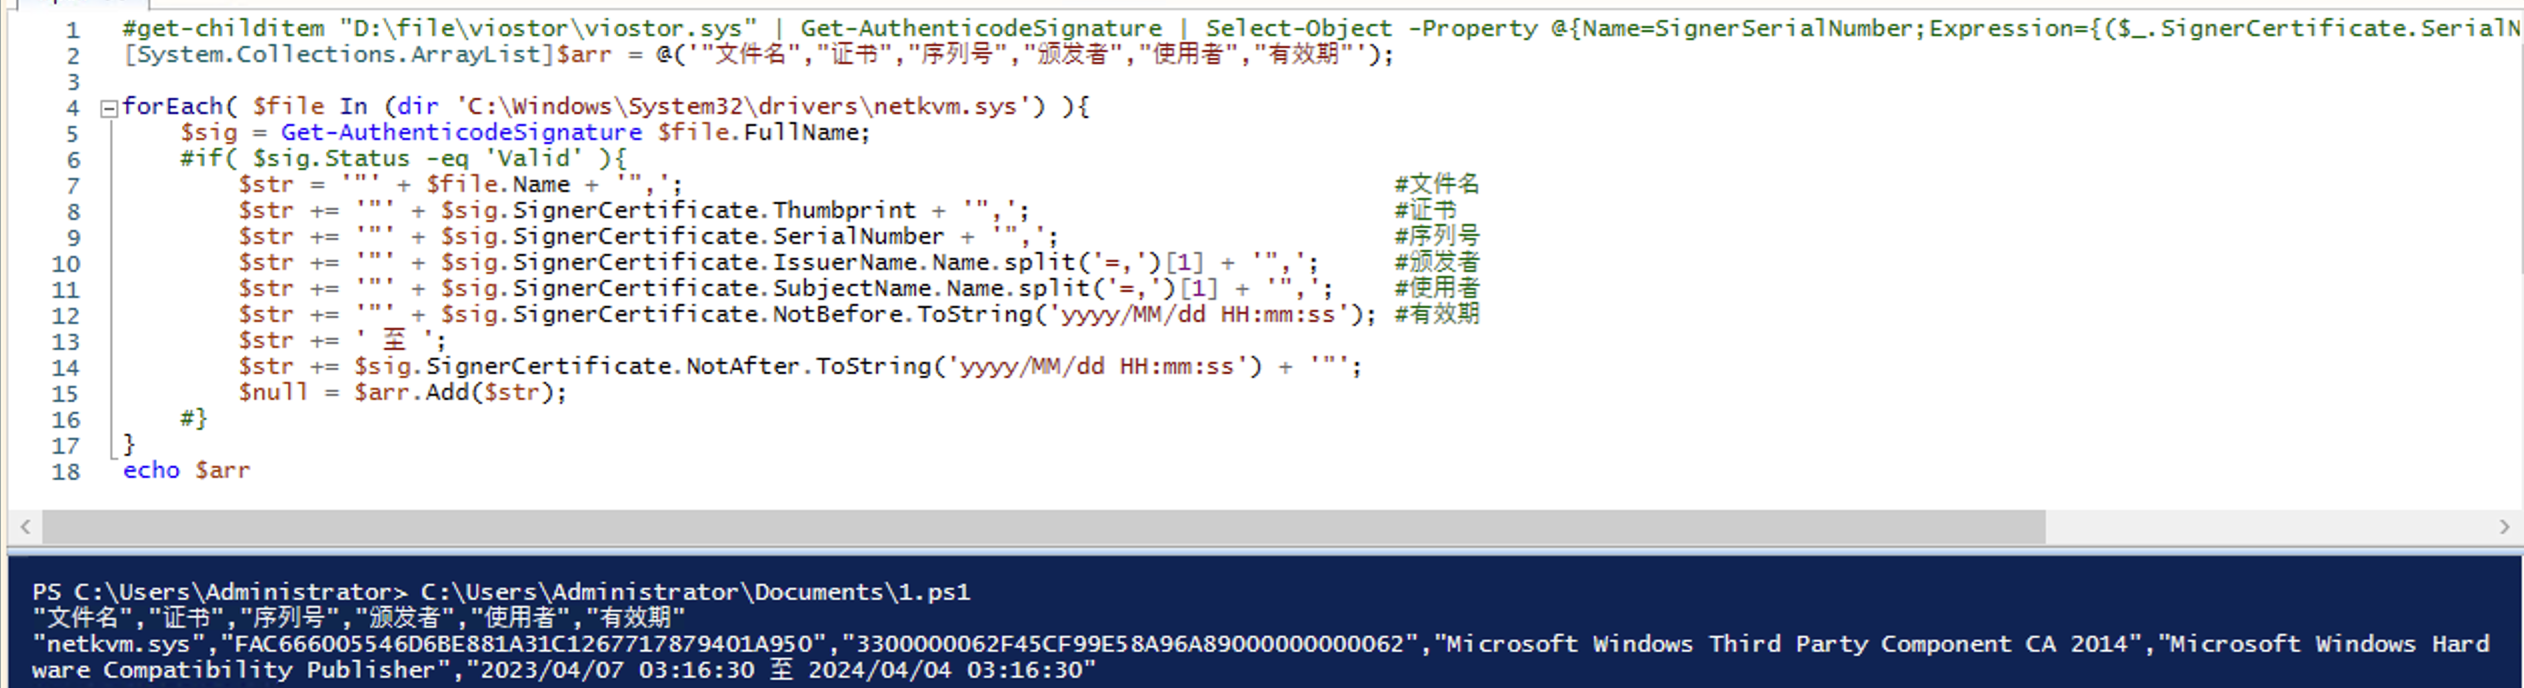 1 #get-childitem "D:\file\viostor\viostor.sys" | Get-AuthenticodeSignature | Select-Object -Property @{Name=SignerSerialNumber;Expression={($_.SignerCertificate.SerialN
2 [System.Collections.ArrayList]$arr = @('"文件名","证书","序列号","颁发者","使用者","有效期"');
3
4 forEach( $file In (dir 'C:\Windows\System32\drivers\netkvm.sys') ){
5 $sig = Get-AuthenticodeSignature $file.FullName;
6 #if( $sig.Status -eq 'Valid' ){
7 $str = '"' + $file.Name + '",'; #文件名
8 $str += '"' + $sig.SignerCertificate.Thumbprint + '",'; #证书
9 $str += '"' + $sig.SignerCertificate.SerialNumber + '",'; #序列号
10 $str += '"' + $sig.SignerCertificate.IssuerName.Name.split('=,')[1] + '",'; #颁发者
11 $str += '"' + $sig.SignerCertificate.SubjectName.Name.split('=,')[1] + '",'; #使用者
12 $str += '"' + $sig.SignerCertificate.NotBefore.ToString('yyyy/MM/dd HH:mm:ss'); #有效期
13 $str += ' 至 ';
14 $str += $sig.SignerCertificate.NotAfter.ToString('yyyy/MM/dd HH:mm:ss') + '"';
15 $null = $arr.Add($str);
16 #}
17 }
18 echo $arr
PS C:\Users\Administrator> C:\Users\Administrator\Documents\1.ps1
"文件名","证书","序列号","颁发者","使用者","有效期"
"netkvm.sys","FAC666005546D6BE881A31C1267717879401A950","3300000062F45CF99E58A96A89000000000062","Microsoft Windows Third Party Component CA 2014","Microsoft Windows Hard
ware Compatibility Publisher","2023/04/07 03:16:30 至 2024/04/04 03:16:30"